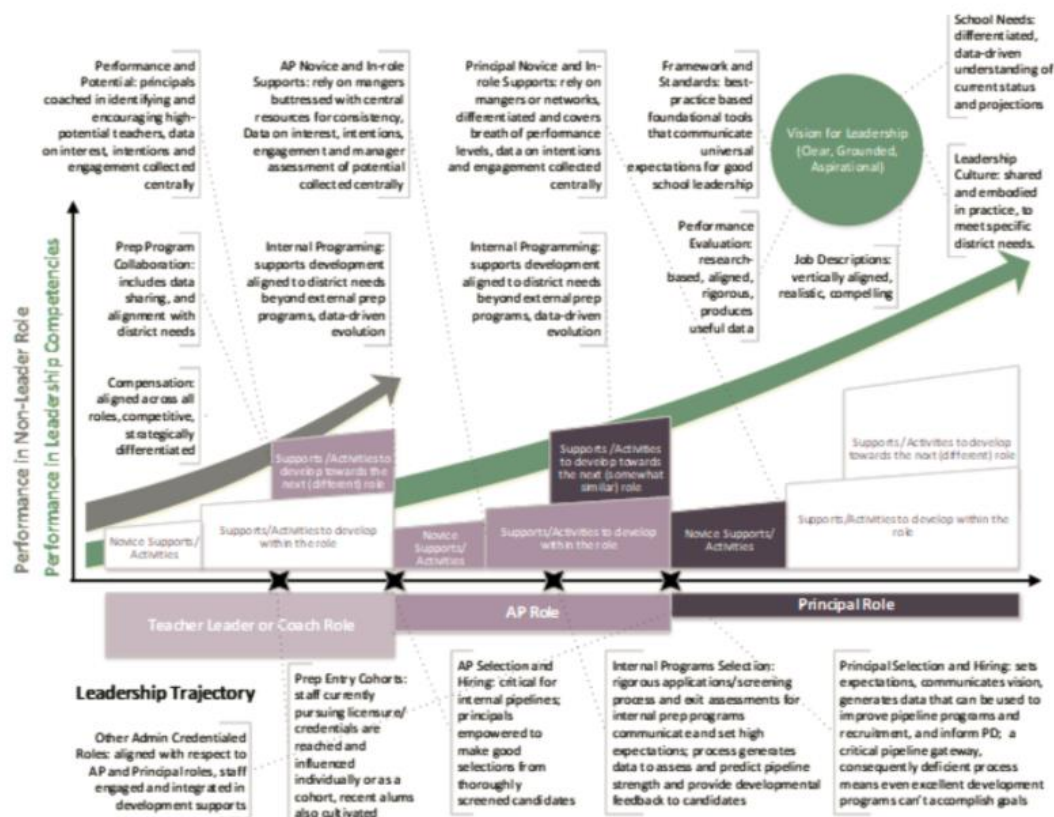 Performance and
Potential: principals
coached in identifying and
encouraging high-
potential teachers, data
on interest, intentions and
engagement collected
centrally
AP Novice and In-role
Supports: rely on mangers
buttressed with central
resources for consistency,
Data on interest, intentions,
engagement and manager
assessment of potential
collected centrally
Principal Novice and In-
role Supports: rely on
mangers or networks,
differentiated and covers
breath of performance
levels, data on intentions
and engagement collected
centrally
Framework and
Standards: best-
practice based
foundational tools
that communicate
universal
expectations for good
school leadership
Vision for Leadership
(Clear, Grounded,
Aspirational)
School Needs:
differentiated,
data-driven
understanding of
current status
and projections
Leadership
Culture: shared
and embodied
in practice, to
meet specific
district needs.
Prep Program
Collaboration:
includes data
sharing, and
alignment with
district needs
Internal Programing:
supports development
aligned to district needs
beyond external prep
programs, data-driven
evolution
Internal Programming:
supports development
aligned to district needs
beyond external prep
programs, data-driven
evolution
Performance
Evaluation:
research-
based, aligned,
rigorous,
produces
useful data
Job Descriptions:
vertically aligned,
realistic, compelling
Compensation:
aligned across all
roles, competitive,
strategically
differentiated
Performance in Non-Leader Role
Performance in Leadership Competencies
Novice Supports/
Activities
Supports/Activities to develop
within the role
Supports /Activities to
develop towards the
next (different) role
Novice
Supports/
Activities
Supports/Activities to develop
within the role
Supports /Activities
to develop towards
the next (somewhat
similar) role
Novice Supports/
Activities
Supports/Activities to develop within the
role
Supports /Activities to develop
towards the next (different) role
Teacher Leader or Coach Role
AP Role
Principal Role
Leadership Trajectory
Other Admin Credentialed
Roles: aligned with respect to
AP and Principal roles, staff
engaged and integrated in
development supports
Prep Entry Cohorts:
staff currently
pursuing licensure/
credentials are
reached and
influenced
individually or as a
cohort, recent alums
also cultivated
AP Selection and
Hiring: critical for
internal pipelines;
principals
empowered to
make good
selections from
thoroughly
screened candidates
Internal Programs Selection:
rigorous applications/screening
process and exit assessments for
internal prep programs
communicate and set high
expectations; process generates
data to assess and predict pipeline
strength and provide developmental
feedback to candidates
Principal Selection and Hiring: sets
expectations, communicates vision,
generates data that can be used to
improve pipeline programs and
recruitment, and inform PD; a
critical pipeline gateway,
consequently deficient process
means even excellent development
programs can't accomplish goals